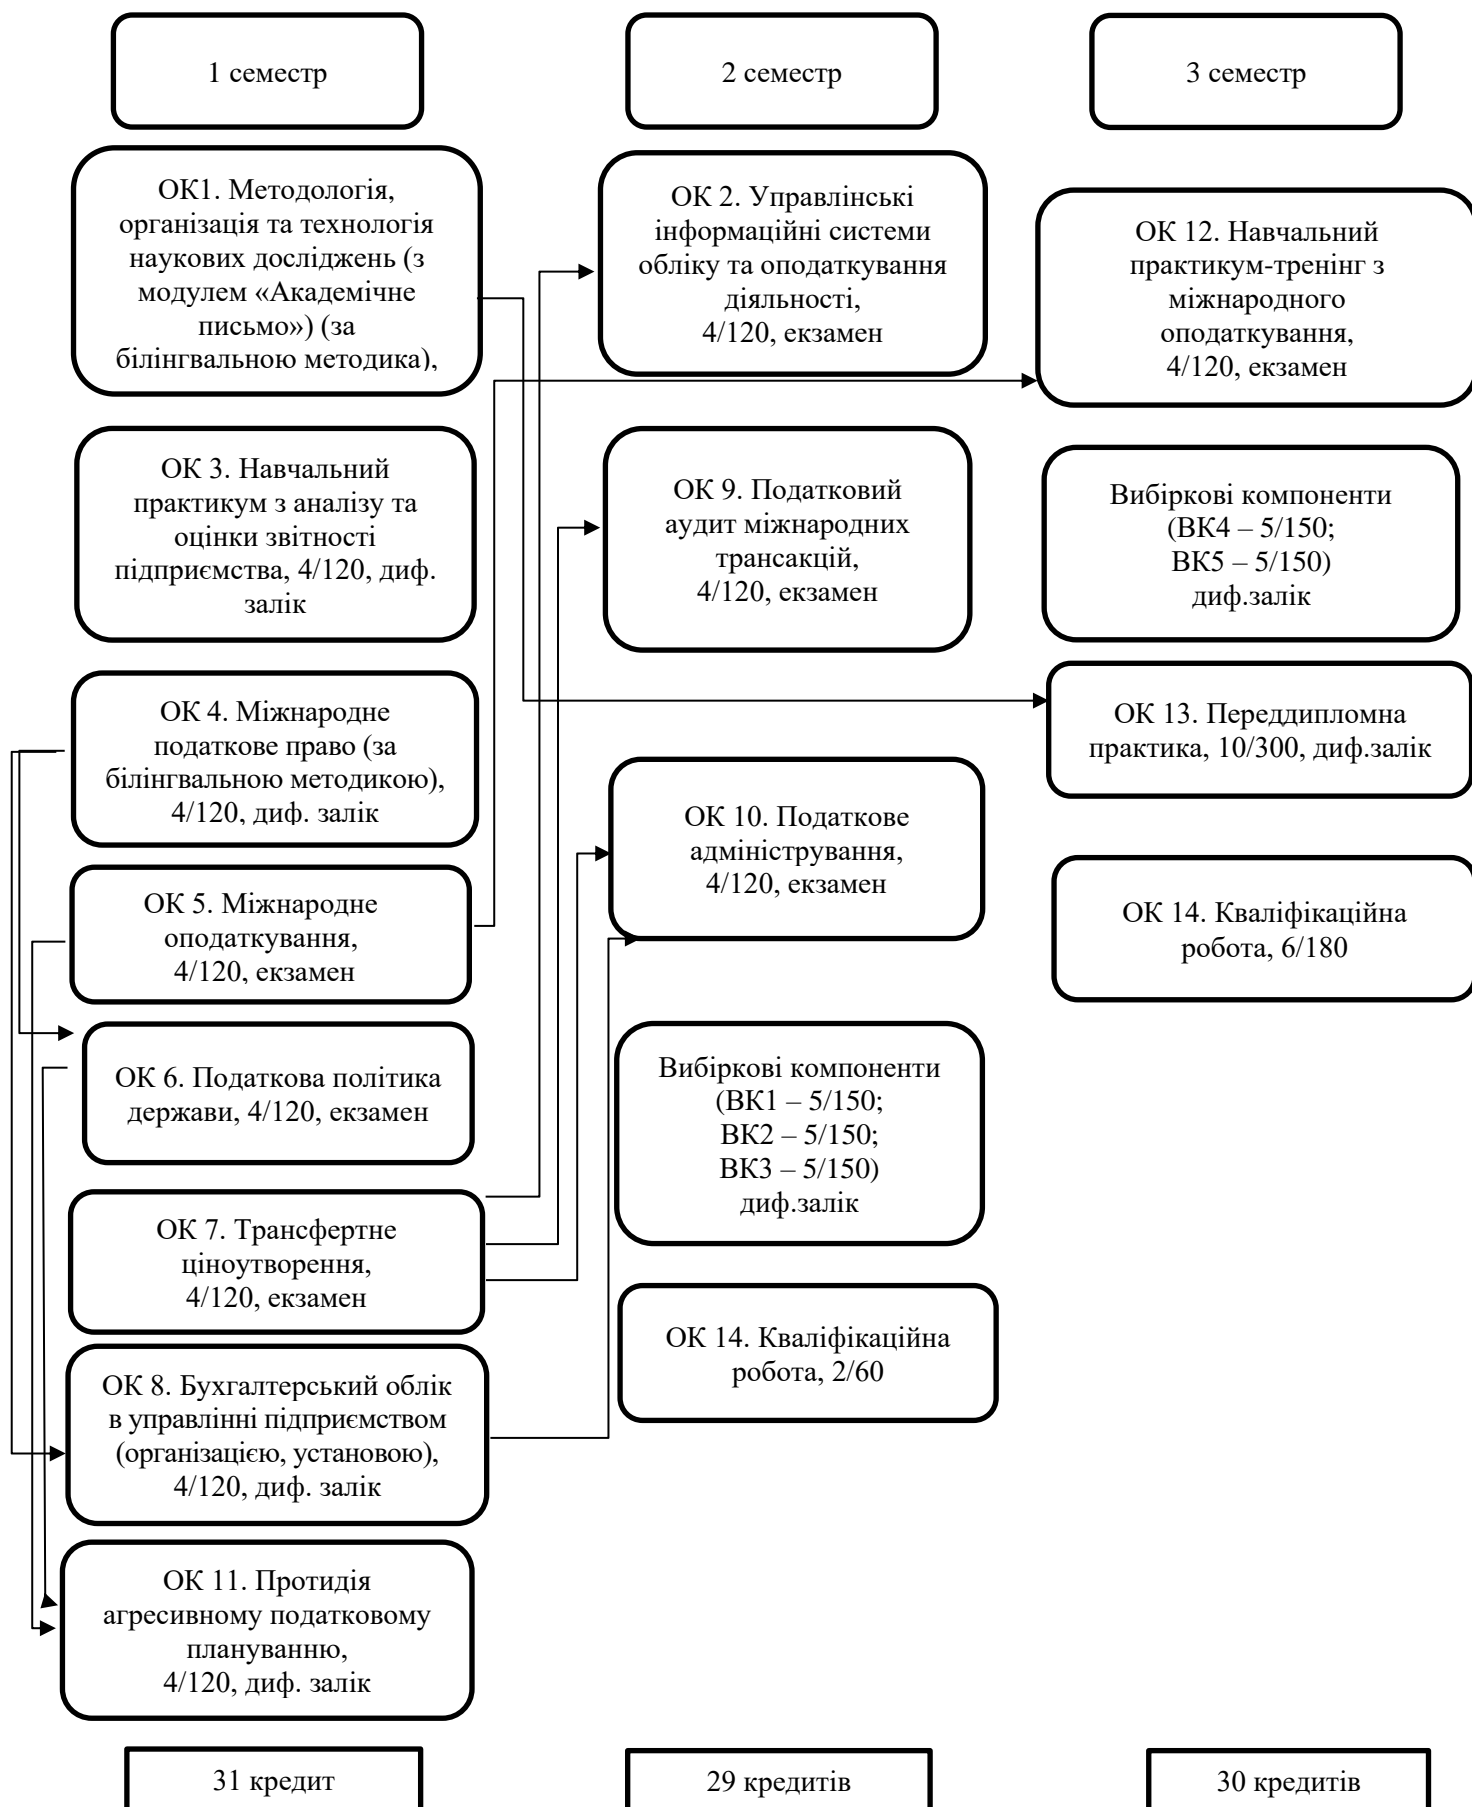 1 семестр
2 семестр
3 семестр
ОК1. Методологія,
організація та технологія
наукових досліджень (з
модулем «Академічне
письмо») (за
білінгвальною методика),
ОК 3. Навчальний
практикум з аналізу та
оцінки звітності
підприємства, 4/120, диф.
залік
ОК 4. Міжнародне
податкове право (за
білінгвальною методикою),
4/120, диф. залік
ОК 5. Міжнародне
оподаткування,
4/120, екзамен
ОК 6. Податкова політика
держави, 4/120, екзамен
ОК 7. Трансфертне
ціноутворення,
4/120, екзамен
ОК 8. Бухгалтерський облік
в управлінні підприємством
(організацією, установою),
4/120, диф. залік
ОК 11. Протидія
агресивному податковому
плануванню,
4/120, диф. залік
31 кредит
ОК 2. Управлінські
інформаційні системи
обліку та оподаткування
діяльності,
4/120, екзамен
ОК 9. Податковий
аудит міжнародних
трансакцій,
4/120, екзамен
ОК 10. Податкове
адміністрування,
4/120, екзамен
Вибіркові компоненти
(ВК1 – 5/150;
ВК2 – 5/150;
ВК3 – 5/150)
диф.залік
ОК 14. Кваліфікаційна
робота, 2/60
29 кредитів
ОК 12. Навчальний
практикум-тренінг з
міжнародного
оподаткування,
4/120, екзамен
Вибіркові компоненти
(ВК4 – 5/150;
ВК5 – 5/150)
диф.залік
ОК 13. Переддипломна
практика, 10/300, диф.залік
ОК 14. Кваліфікаційна
робота, 6/180
30 кредитів